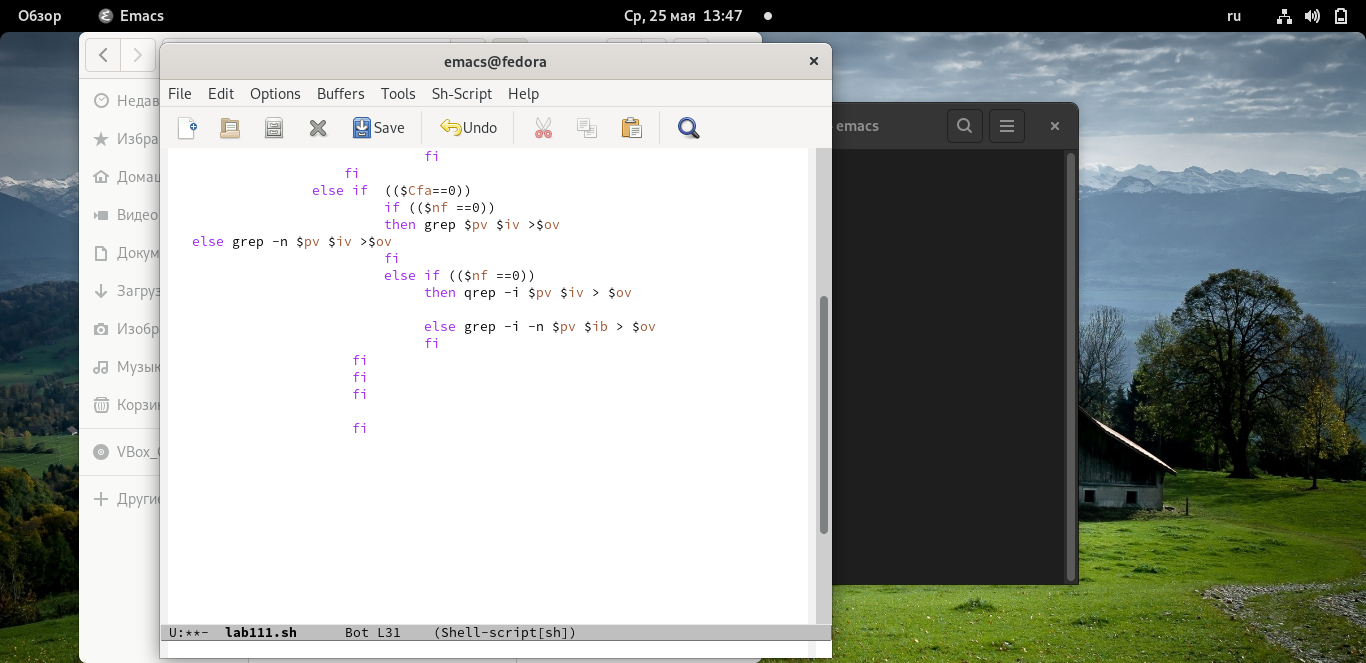 Обзор Emacs Ср, 25 мая 13:47 ru
emacs@fedora
File Edit Options Buffers Tools Sh-Script Help
Save Undo
fi
fi
else if (($Cfa==0))
if (($nf ==0))
then grep $pv $iv >$ov
else grep -n $pv $iv >$ov
fi
else if (($nf ==0))
then qrep -i $pv $iv > $ov
else grep -i -n $pv $ib > $ov
fi
fi
fi
fi
fi
U:**- lab111.sh Bot L31 (Shell-script[sh])
Недав
Избра
Домаш
Видео
Докум
Загруз
Изобр
Музык
Корзин
VBox_
Другие
emacs